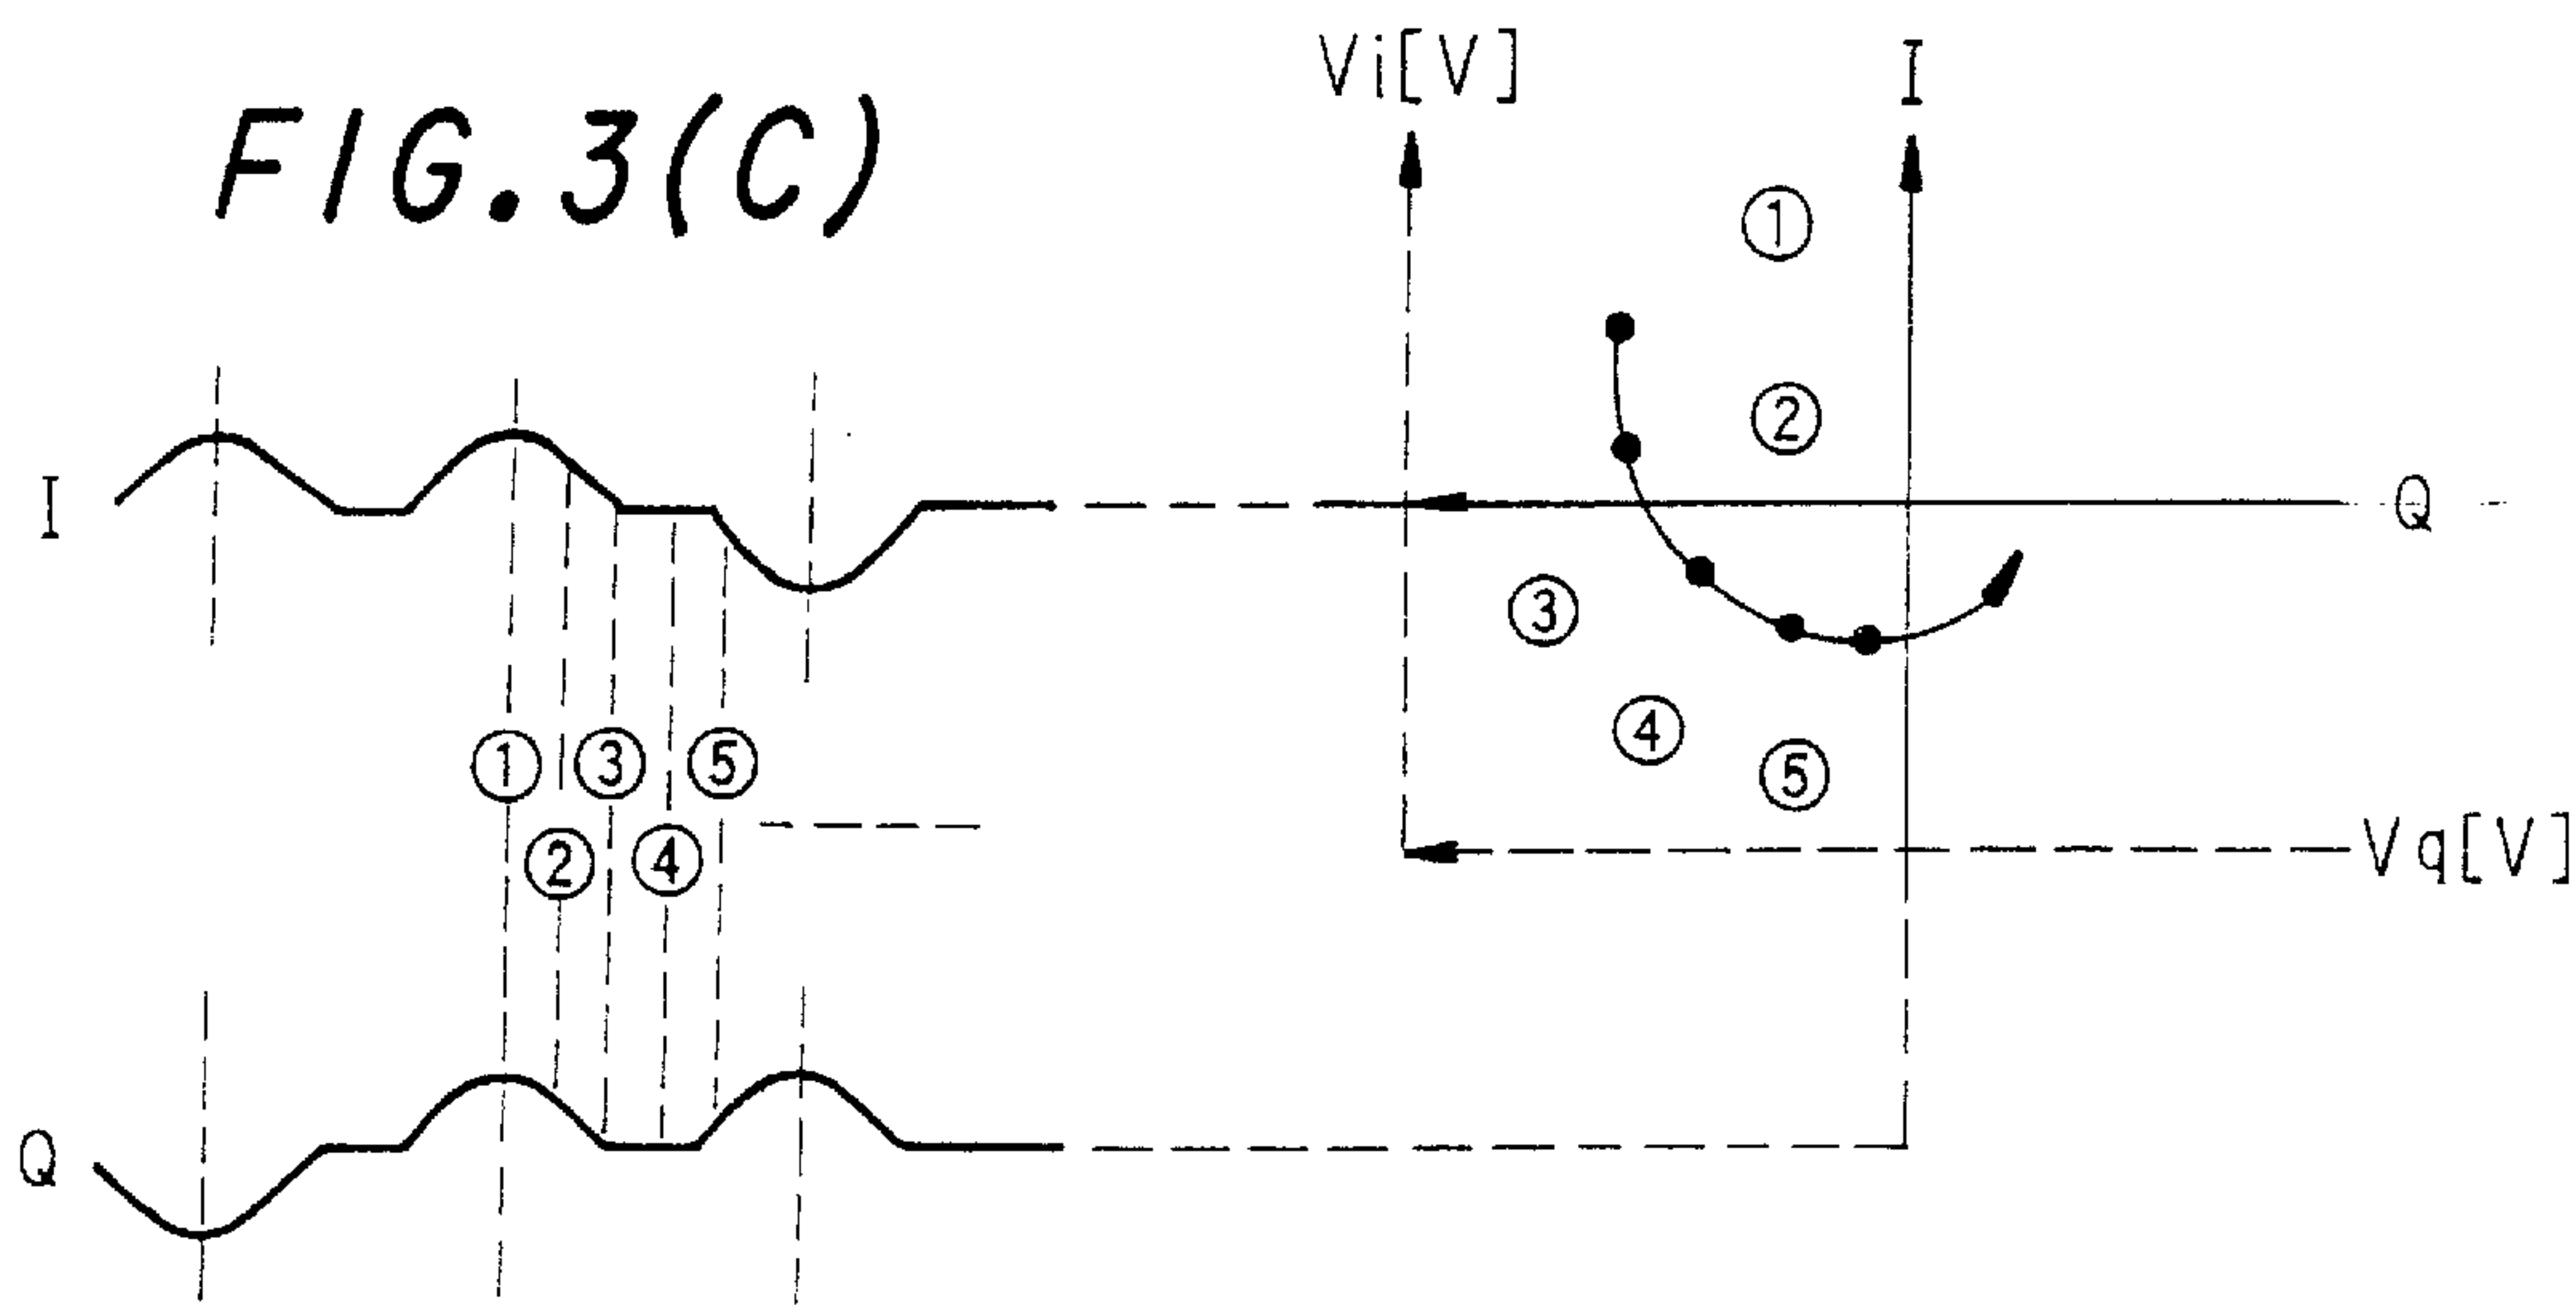 FIG.3(C)
Vi[V]
I
①
②
Q
③
④
⑤
Vq[V]
I
①
③
⑤
②
④
Q